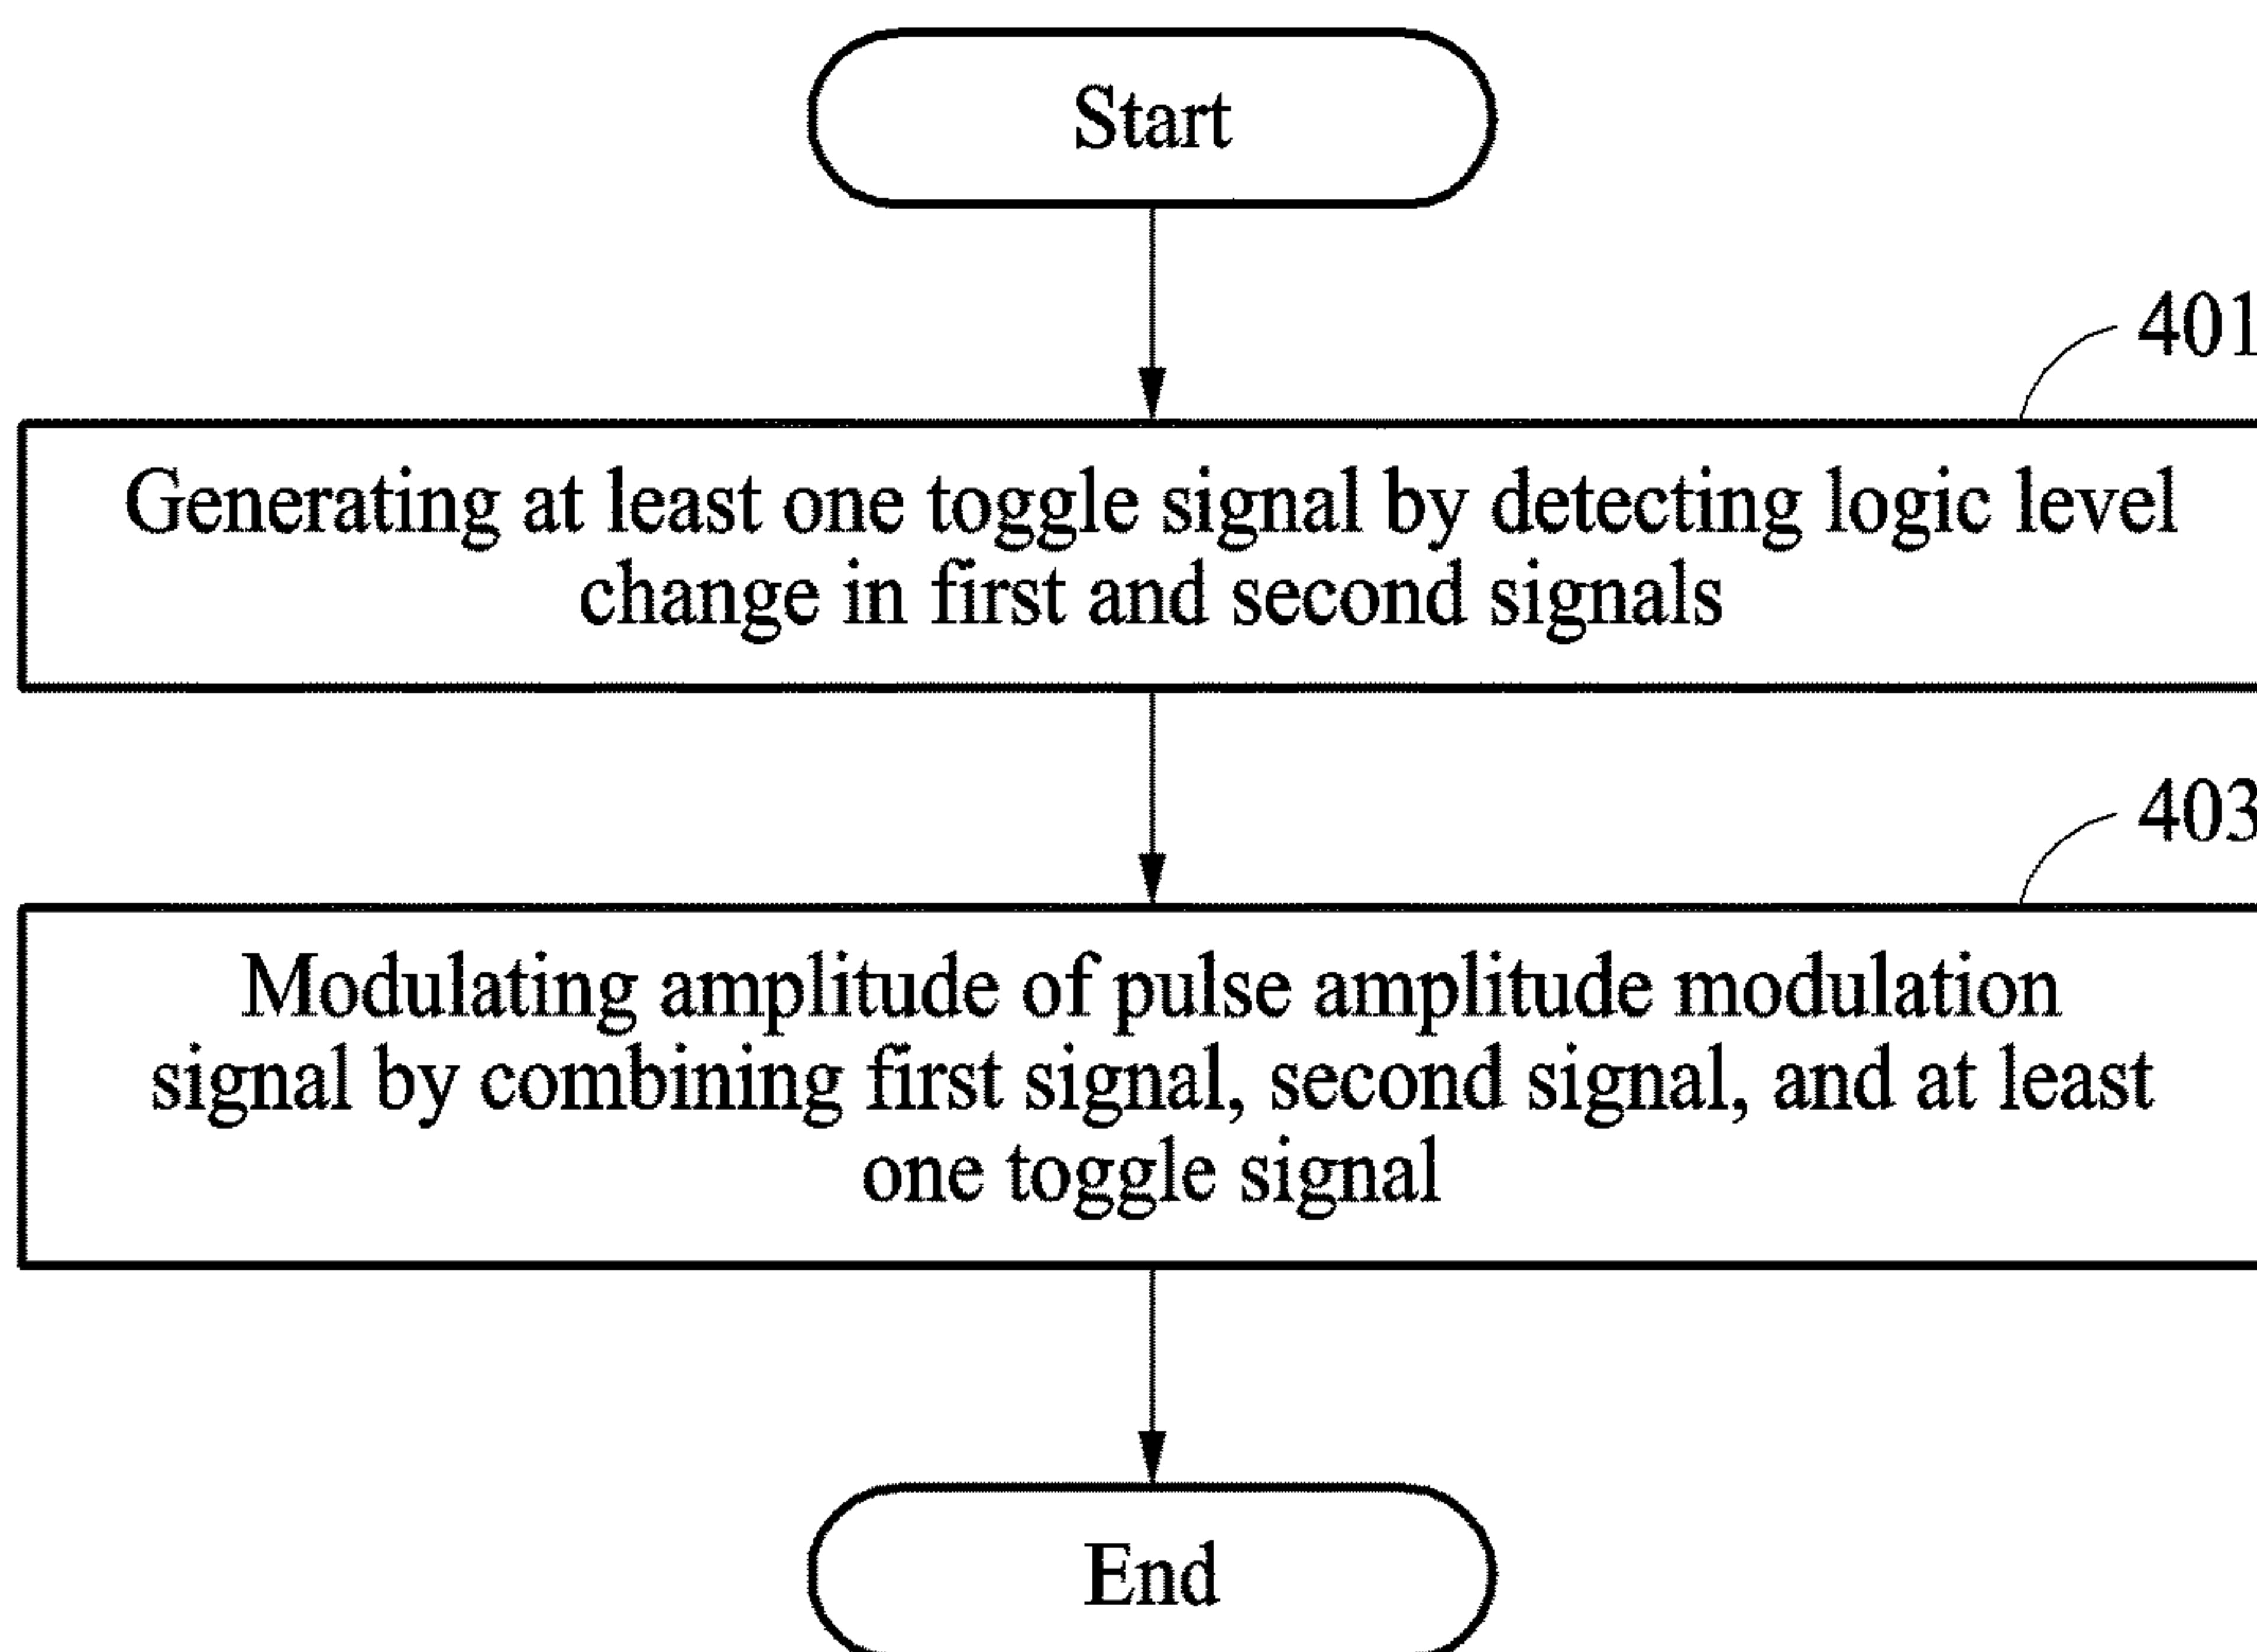 Start
401
Generating at least one toggle signal by detecting logic level
change in first and second signals
403
Modulating amplitude of pulse amplitude modulation
signal by combining first signal, second signal, and at least
one toggle signal
End